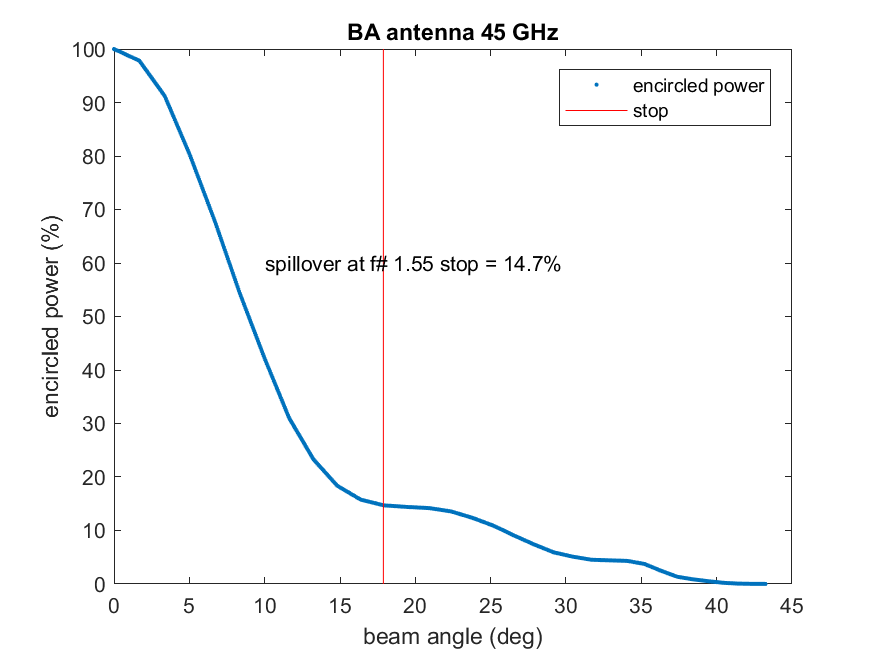 BA antenna 45 GHz
encircled power
stop
spillover at f# 1.55 stop = 14.7%
encircled power (%)
100
90
80
70
60
50
40
30
20
10
0
0 5 10 15 20 25 30 35 40 45
beam angle (deg)